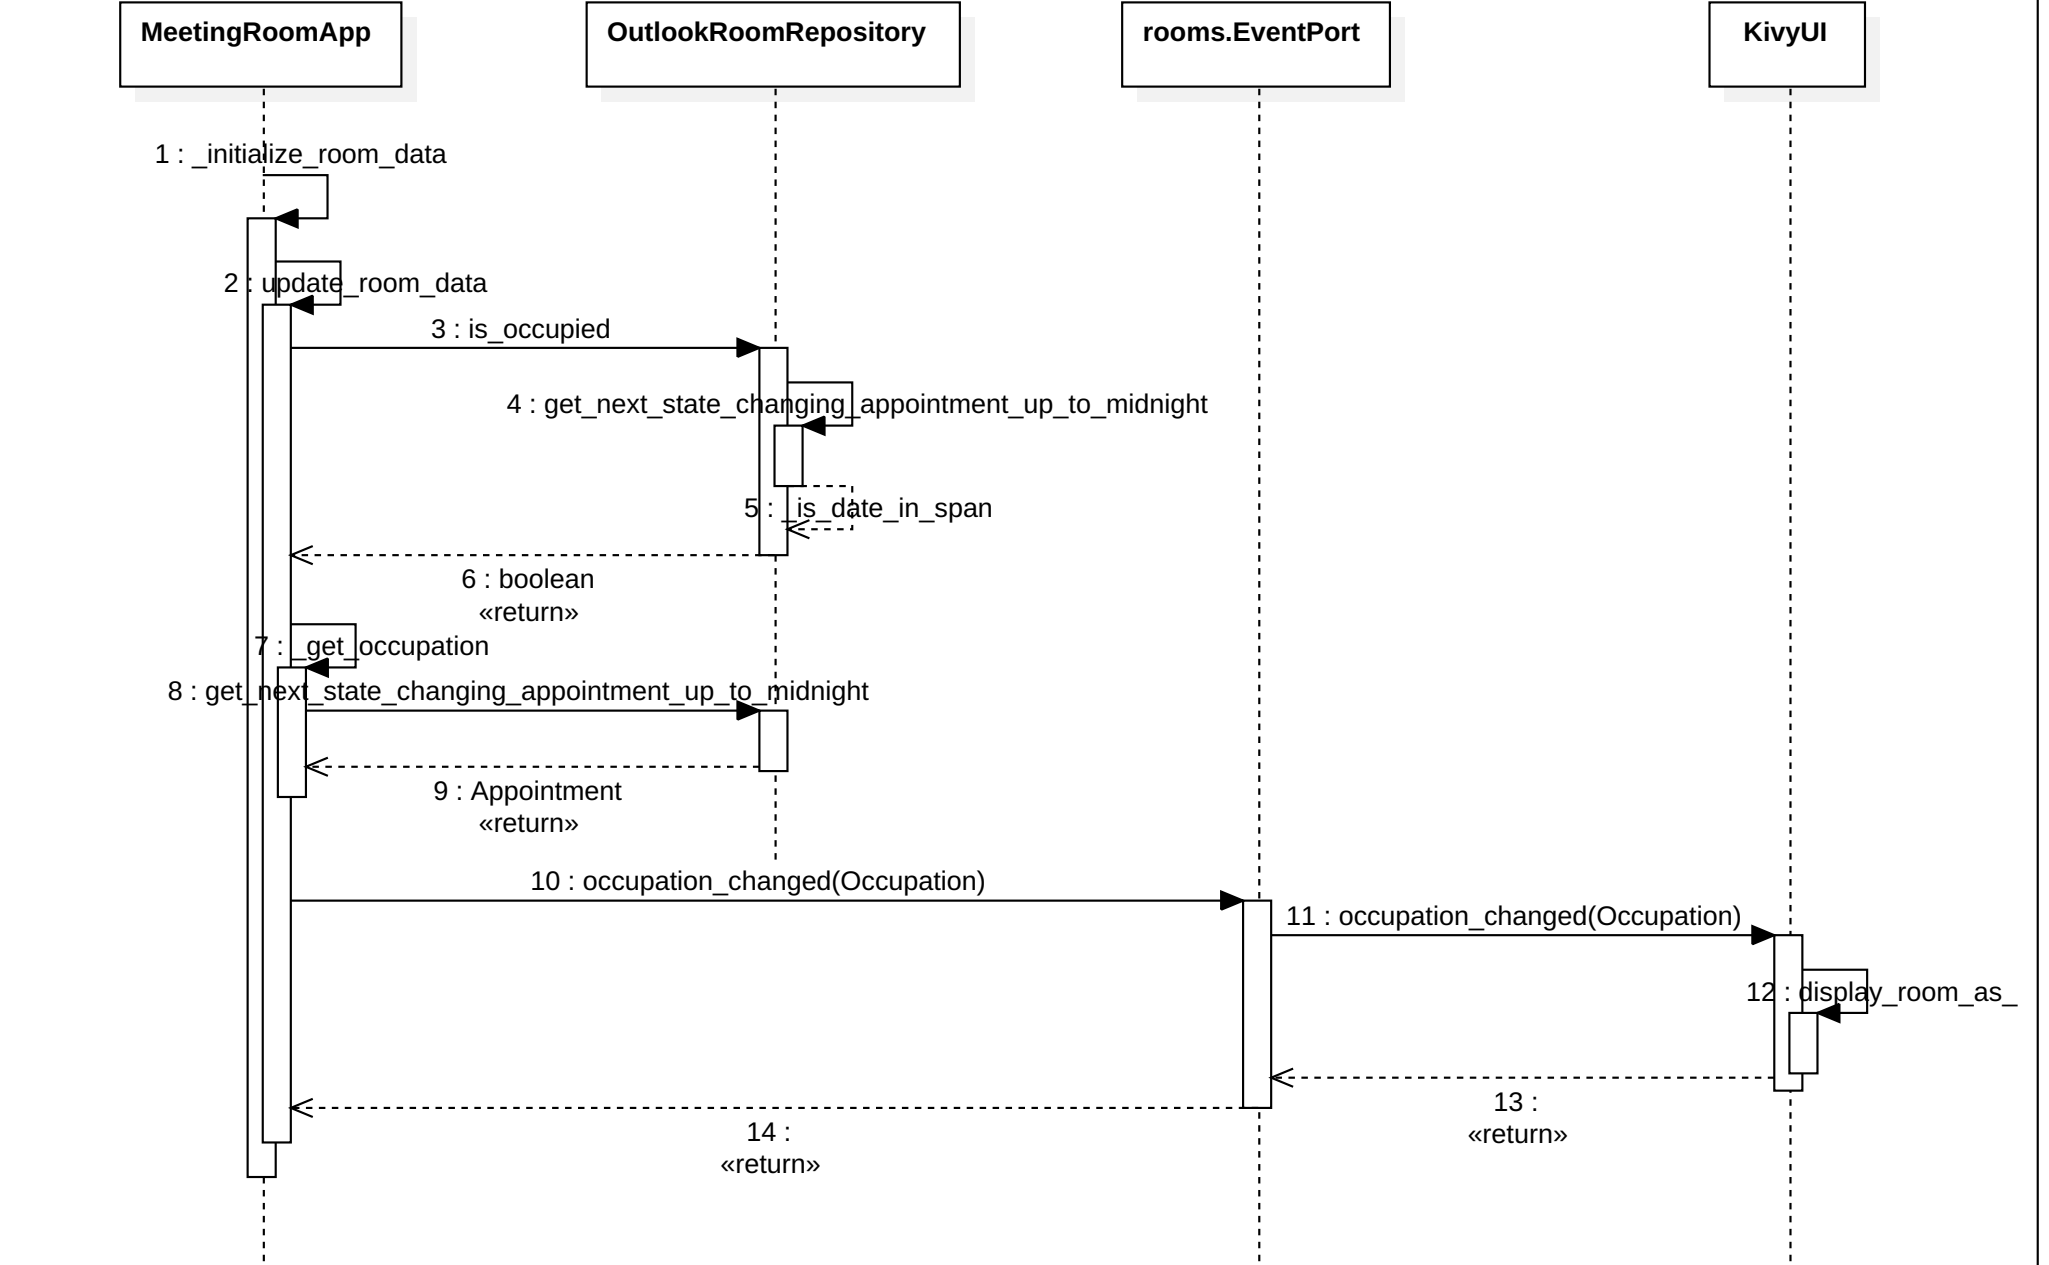 MeetingRoomApp
OutlookRoomRepository
rooms.EventPort
KivyUI
1 : _initialize_room_data
2 : update_room_data
3 : is_occupied
4 : get_next_state_changing_appointment_up_to_midnight
5 : _is_date_in_span
6 : boolean
«return»
7 : _get_occupation
8 : get_next_state_changing_appointment_up_to_midnight
9 : Appointment
«return»
10 : occupation_changed(Occupation)
11 : occupation_changed(Occupation)
12 : display_room_as_
13 :
«return»
14 :
«return»